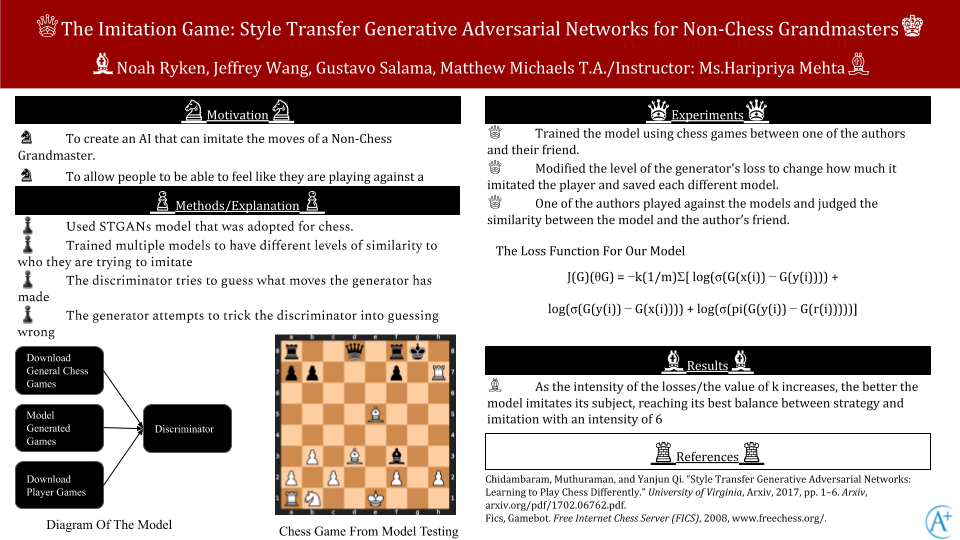 The Imitation Game: Style Transfer Generative Adversarial Networks for Non-Chess Grandmasters
Noah Ryken, Jeffrey Wang, Gustavo Salama, Matthew Michaels T.A./Instructor: Ms.Haripriya Mehta
Motivation
To create an AI that can imitate the moves of a Non-Chess
Grandmaster.
To allow people to be able to feel like they are playing against a
Methods/Explanation
Used STGANs model that was adopted for chess.
Trained multiple models to have different levels of similarity to
who they are trying to imitate
The discriminator tries to guess what moves the generator has
made
The generator attempts to trick the discriminator into guessing
wrong
Download
General Chess
Games
Model
Generated
Games
Download
Player Games
Discriminator
Diagram Of The Model
a b c d e f g h
8
7
6
5
4
3
2
1
a b c d e f g h
Chess Game From Model Testing
Experiments
Trained the model using chess games between one of the authors
and their friend.
Modified the level of the generator's loss to change how much it
imitated the player and saved each different model.
One of the authors played against the models and judged the
similarity between the model and the author's friend.
The Loss Function For Our Model
J(G)(θG) = −k(1/m)Σ[ log(σ(G(x(i)) − G(y(i)))) +
log(σ(G(y(i)) − G(x(i)))) + log(σ(pi(G(y(i)) − G(r(i)))))]
Results
As the intensity of the losses/the value of k increases, the better the
model imitates its subject, reaching its best balance between strategy and
imitation with an intensity of 6
References
Chidambaram, Muthuraman, and Yanjun Qi. "Style Transfer Generative Adversarial Networks:
Learning to Play Chess Differently." University of Virginia, Arxiv, 2017, pp. 1–6. Arxiv,
arxiv.org/pdf/1702.06762.pdf.
Fics, Gamebot. Free Internet Chess Server (FICS), 2008, www.freechess.org/.
A+